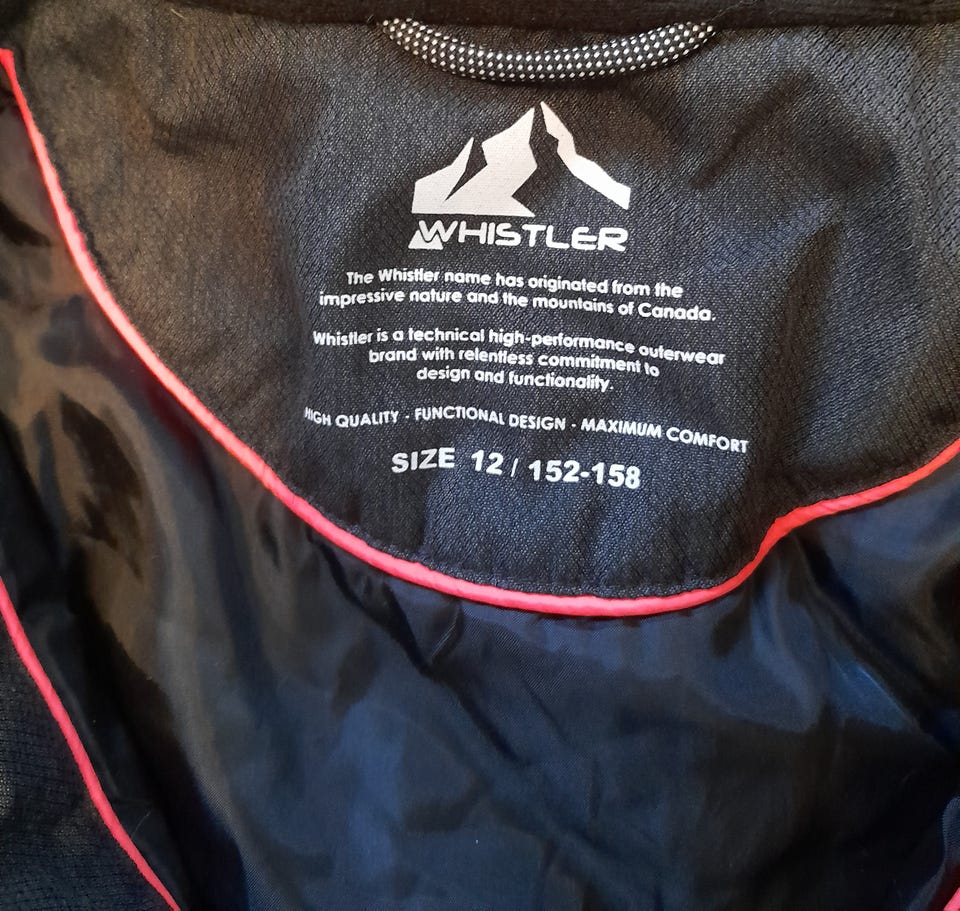 WHISTLER
The Whistler name has originated from the
impressive nature and the mountains of Canada.
Whistler is a technical high-performance outerwear
brand with relentless commitment to
design and functionality.
HIGH QUALITY - FUNCTIONAL DESIGN - MAXIMUM COMFORT
SIZE 12 / 152-158